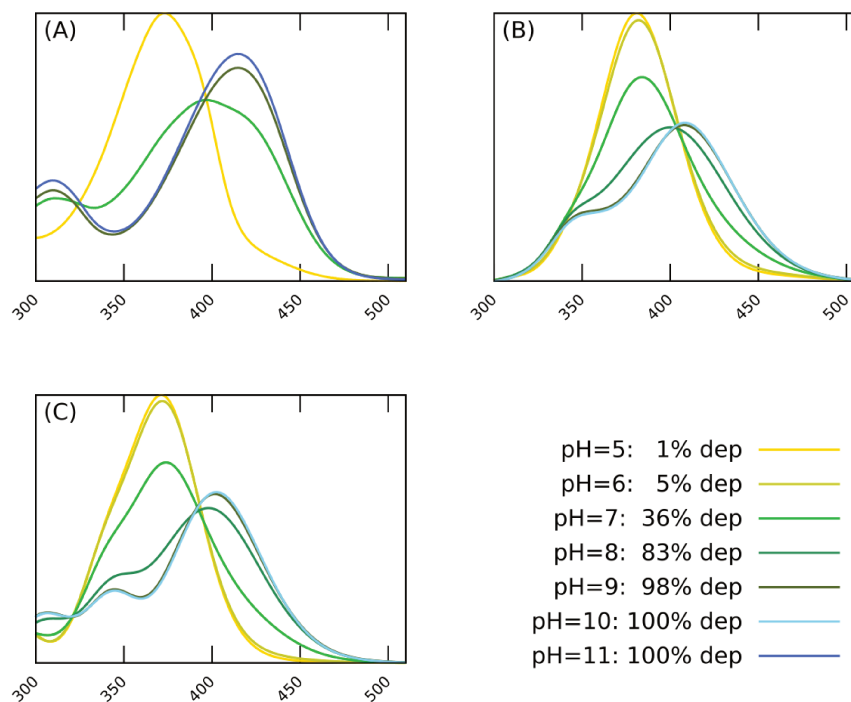 (A)
300
350
400
450
500
(B)
300
350
400
450
500
(C)
300
350
400
450
500
pH=5: 1% dep
pH=6: 5% dep
pH=7: 36% dep
pH=8: 83% dep
pH=9: 98% dep
pH=10: 100% dep
pH=11: 100% dep